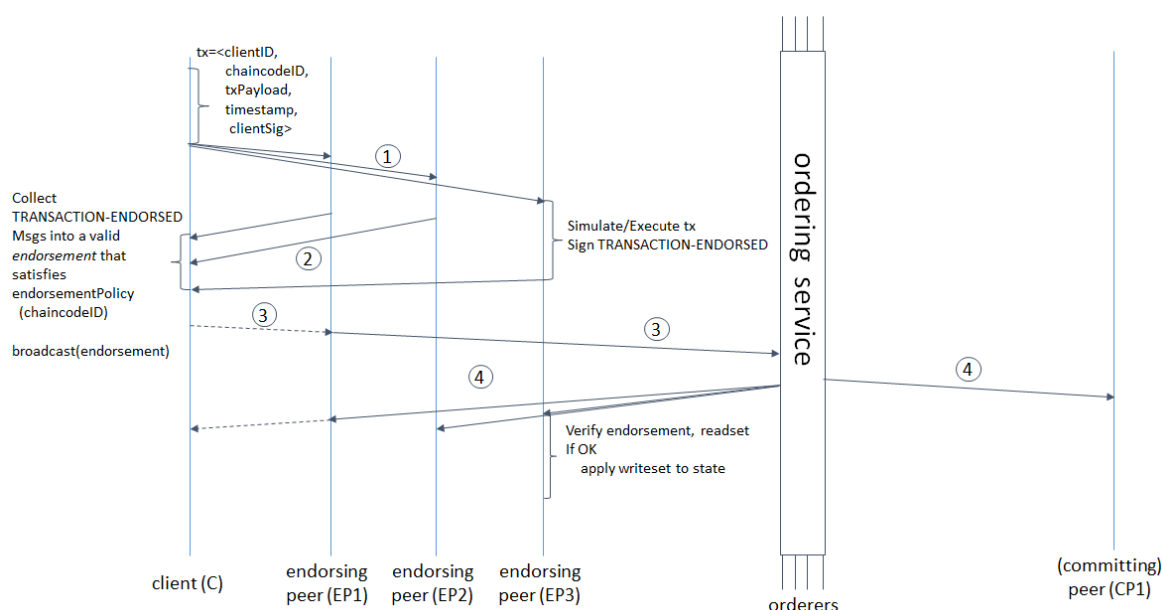 tx=<clientID,
chaincodeID,
txPayload,
timestamp,
clientSig>
1
Collect
TRANSACTION-ENDORSED
Msgs into a valid
endorsement that
satisfies
endorsementPolicy
(chaincodeID)
Simulate/Execute tx
Sign TRANSACTION-ENDORSED
2
3
3
broadcast(endorsement)
4
4
Verify endorsement, readset
If OK
apply writeset to state
ordering service
client (C)
endorsing
peer (EP1)
endorsing
peer (EP2)
endorsing
peer (EP3)
orderers
(committing)
peer (CP1)